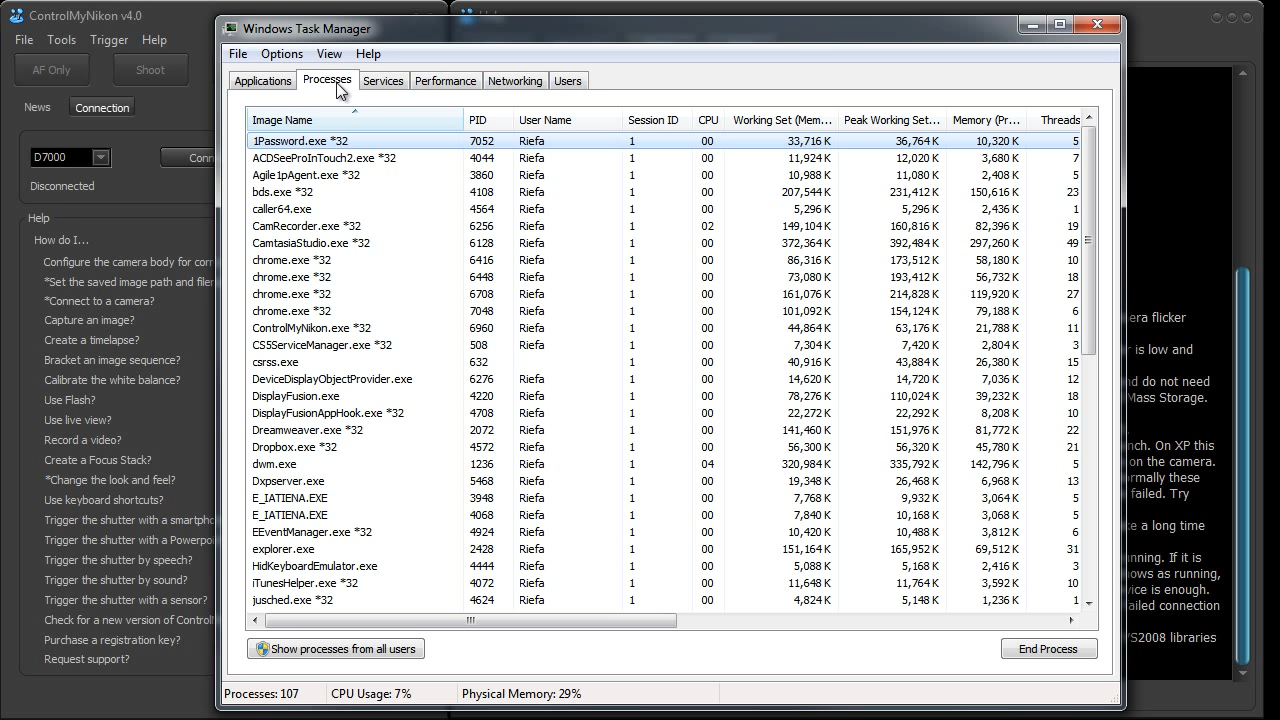 ControlMyNikon v4.0
File Tools Trigger Help
AF Only Shoot
News Connection
D7000
Disconnected
Help
How do I...
*Connect to a camera?
Capture an image?
Create a timelapse?
Bracket an image sequence?
Calibrate the white balance?
Use Flash?
Use live view?
Record a video?
Create a Focus Stack?
*Change the look and feel?
Use keyboard shortcuts?
Trigger the shutter with a
Trigger the shutter with a
Trigger the shutter by speech?
Trigger the shutter by sound?
Trigger the shutter with a sensor?
Check for a new version of
Purchase a registration key?
Request support?
Windows Task Manager
File Options View Help
Applications Processes Services Performance Networking Users
Image Name PID User Name Session ID CPU Working Set (Mem... Peak Working Set... Memory (Pr... Threads
1Password.exe *32 7052 Riefa 1 00 33,716 K 36,764 K 10,320 K 5
ACDSeeProInTouch2.exe *32 4044 Riefa 1 00 11,924 K 12,020 K 3,680 K 7
Agile1pAgent.exe *32 3860 Riefa 1 00 10,988 K 11,080 K 2,408 K 5
bds.exe *32 4108 Riefa 1 00 207,544 K 231,412 K 150,616 K 23
caller64.exe 4564 Riefa 1 00 5,296 K 5,296 K 2,436 K 1
CamRecorder.exe *32 6256 Riefa 1 02 149,104 K 160,816 K 82,396 K 19
CamtasiaStudio.exe *32 6128 Riefa 1 00 372,364 K 392,484 K 297,260 K 49
chrome.exe *32 6416 Riefa 1 00 86,316 K 173,512 K 58,180 K 10
chrome.exe *32 6448 Riefa 1 00 73,080 K 193,412 K 56,732 K 18
chrome.exe *32 6708 Riefa 1 00 161,076 K 214,828 K 119,920 K 27
chrome.exe *32 7048 Riefa 1 00 101,092 K 154,124 K 79,188 K 6
ControlMyNikon.exe *32 6960 Riefa 1 00 44,864 K 63,176 K 21,788 K 11
CS5ServiceManager.exe *32 508 Riefa 1 00 7,304 K 7,420 K 2,804 K 3
csrss.exe 632 1 00 40,916 K 43,884 K 26,380 K 15
DeviceDisplayObjectProvider.exe 6276 Riefa 1 00 14,620 K 14,720 K 7,036 K 12
DisplayFusion.exe 4220 Riefa 1 00 78,276 K 110,024 K 39,232 K 18
DisplayFusionAppHook.exe *32 4708 Riefa 1 00 22,272 K 22,292 K 8,208 K 10
Dreamweaver.exe *32 2072 Riefa 1 00 141,460 K 151,976 K 81,772 K 22
Dropbox.exe *32 4572 Riefa 1 00 56,300 K 56,320 K 45,780 K 21
dwm.exe 1236 Riefa 1 04 320,984 K 335,792 K 142,796 K 5
Dxpserver.exe 5468 Riefa 1 00 19,348 K 26,468 K 6,968 K 13
E_IATIENA.EXE 3948 Riefa 1 00 7,768 K 9,932 K 3,064 K 5
E_IATIENA.EXE 4068 Riefa 1 00 7,840 K 10,168 K 3,068 K 5
EEventManager.exe *32 4924 Riefa 1 00 10,420 K 10,488 K 3,812 K 6
explorer.exe 2428 Riefa 1 00 151,164 K 165,952 K 69,512 K 31
HidKeyboardEmulator.exe 4444 Riefa 1 00 5,088 K 5,168 K 2,416 K 3
iTunesHelper.exe *32 4072 Riefa 1 00 11,648 K 11,764 K 3,592 K 10
jusched.exe *32 4624 Riefa 1 00 4,824 K 5,148 K 1,236 K 1
Show processes from all users End Process
Processes: 107 CPU Usage: 7% Physical Memory: 29%
flicker
is low and
do not need
Mass Storage.
On XP this
on the camera.
these
failed. Try
a long time
If it is
as running,
is enough.
connection
libraries